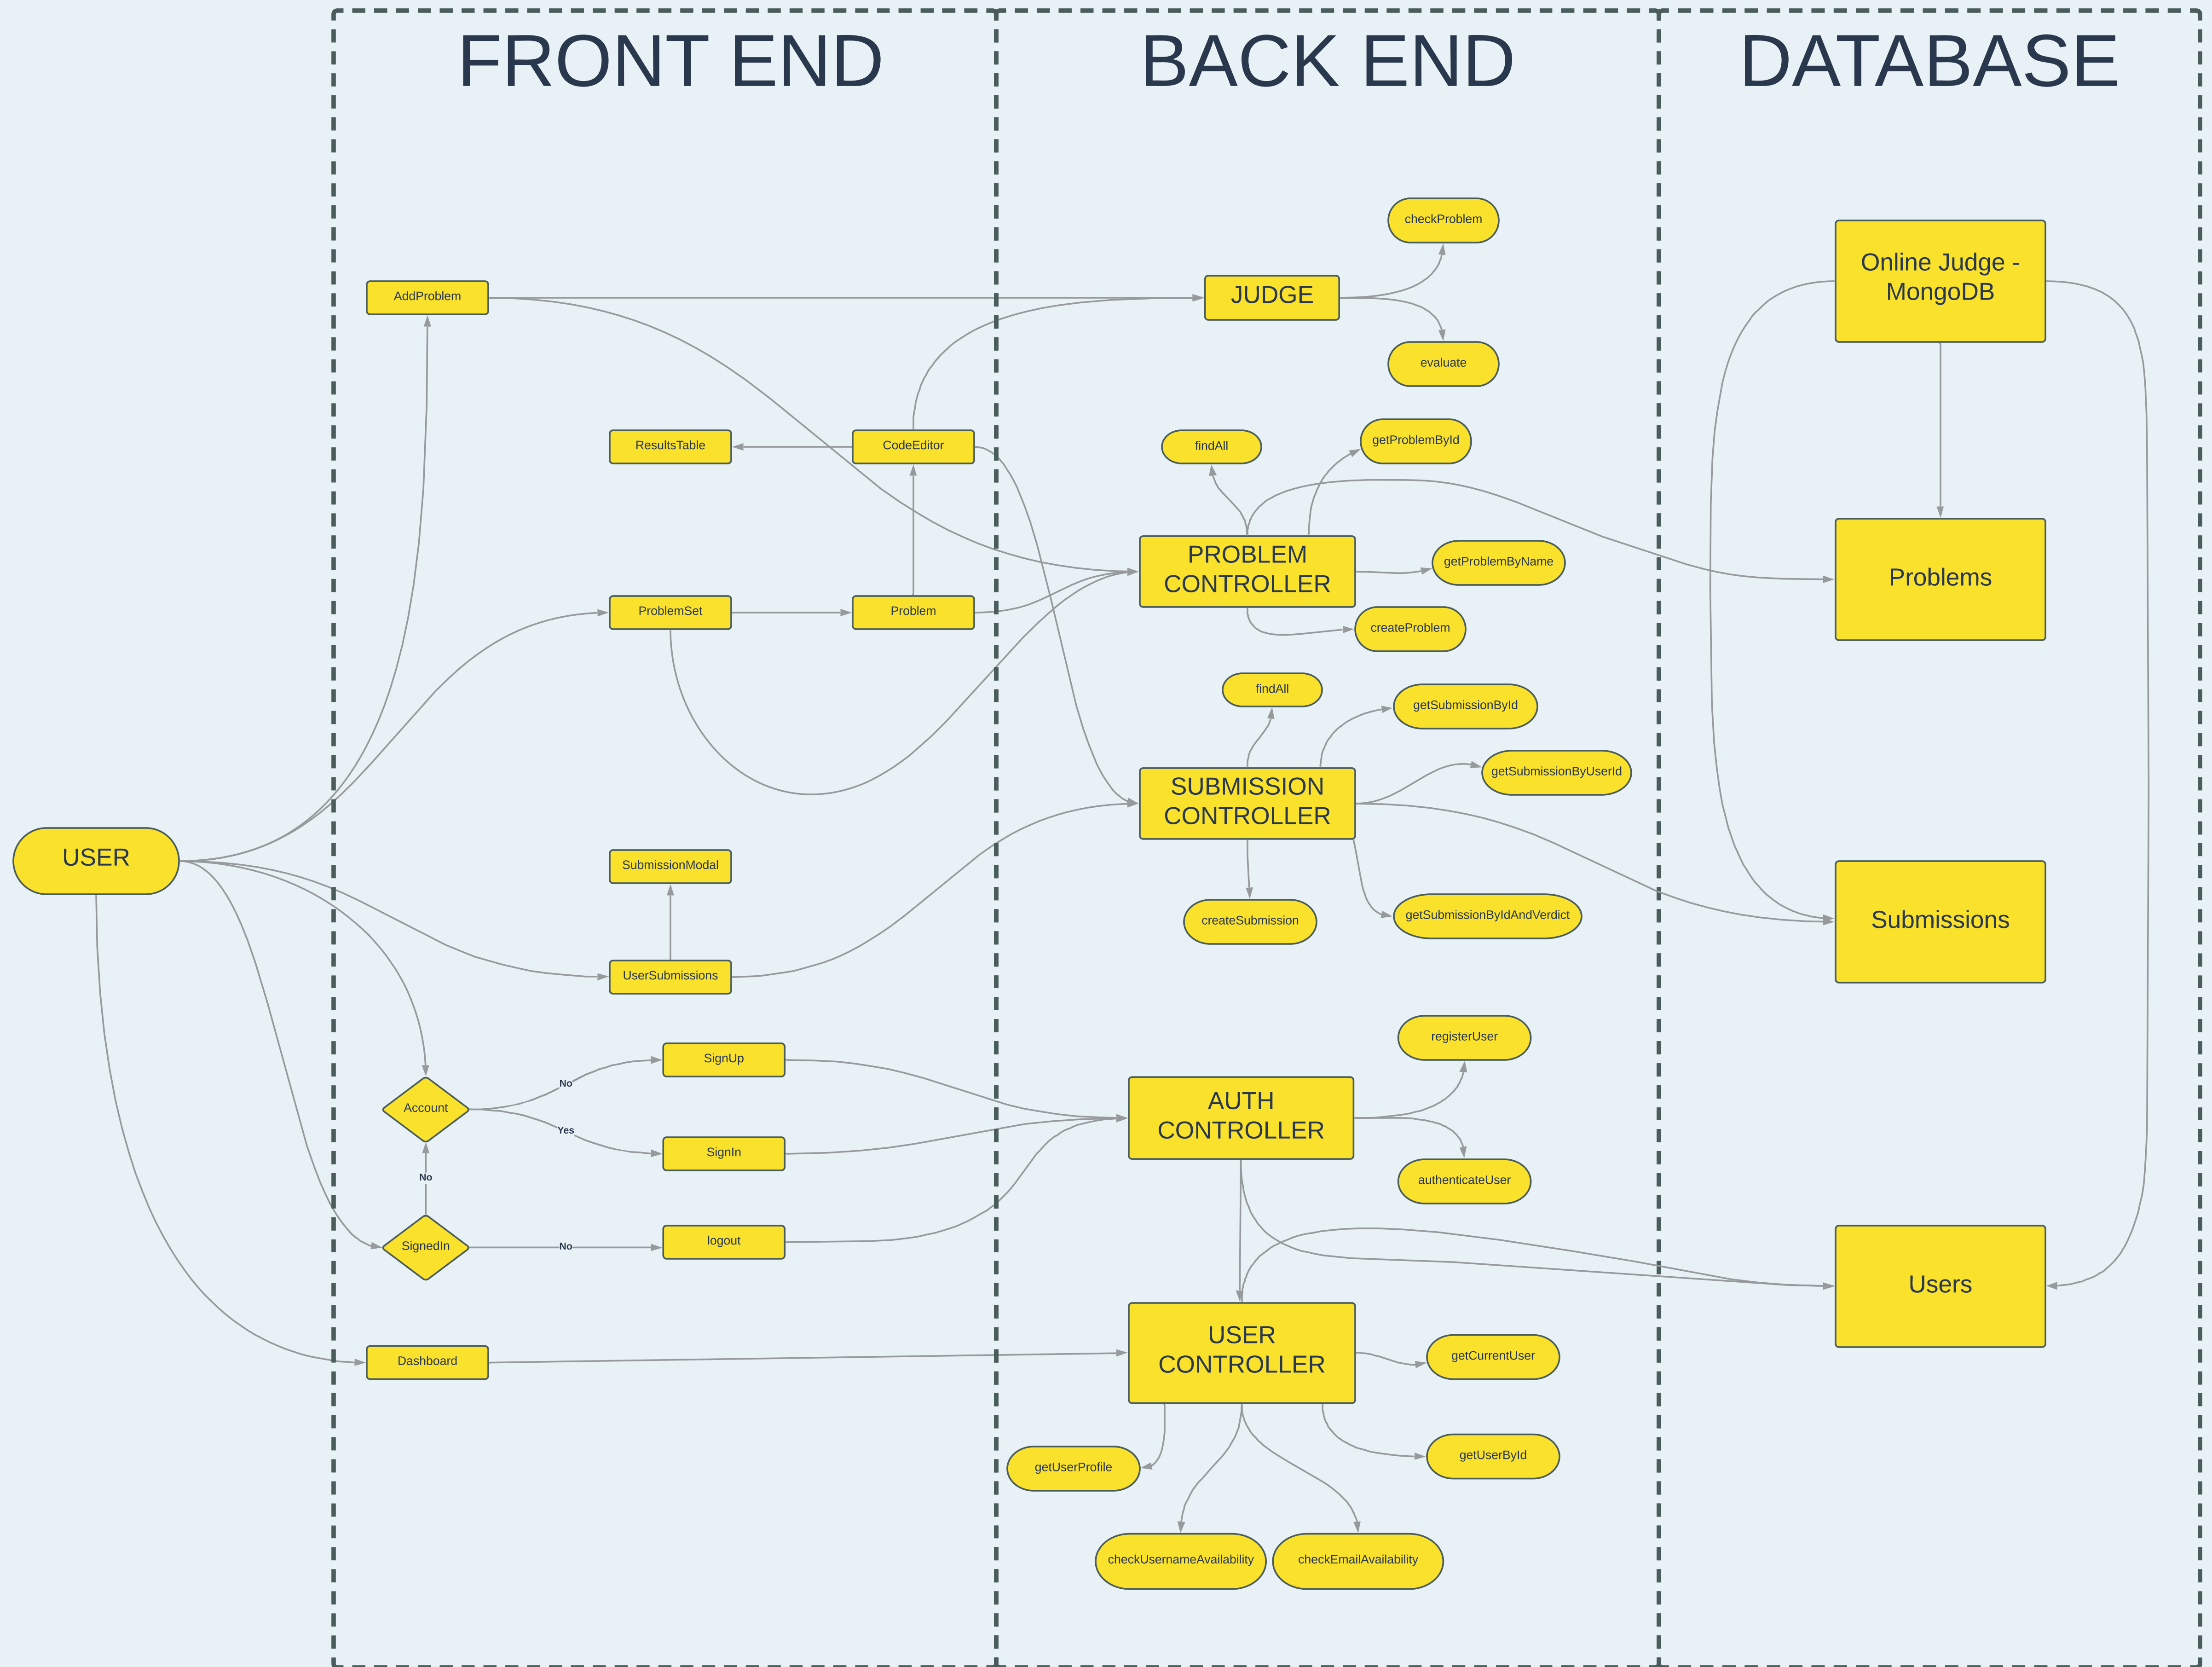 FRONT END
BACK END
DATABASE
USER
AddProblem
ResultsTable
CodeEditor
ProblemSet
Problem
SubmissionModal
UserSubmissions
Account
No
SignUp
Yes
SignIn
No
SignedIn
No
logout
Dashboard
JUDGE
checkProblem
evaluate
findAll
getProblemById
PROBLEM
CONTROLLER
getProblemByName
createProblem
findAll
getSubmissionById
SUBMISSION
CONTROLLER
getSubmissionByUserId
createSubmission
getSubmissionByIdAndVerdict
registerUser
AUTH
CONTROLLER
authenticateUser
USER
CONTROLLER
getCurrentUser
getUserProfile
getUserById
checkUsernameAvailability
checkEmailAvailability
Online Judge -
MongoDB
Problems
Submissions
Users